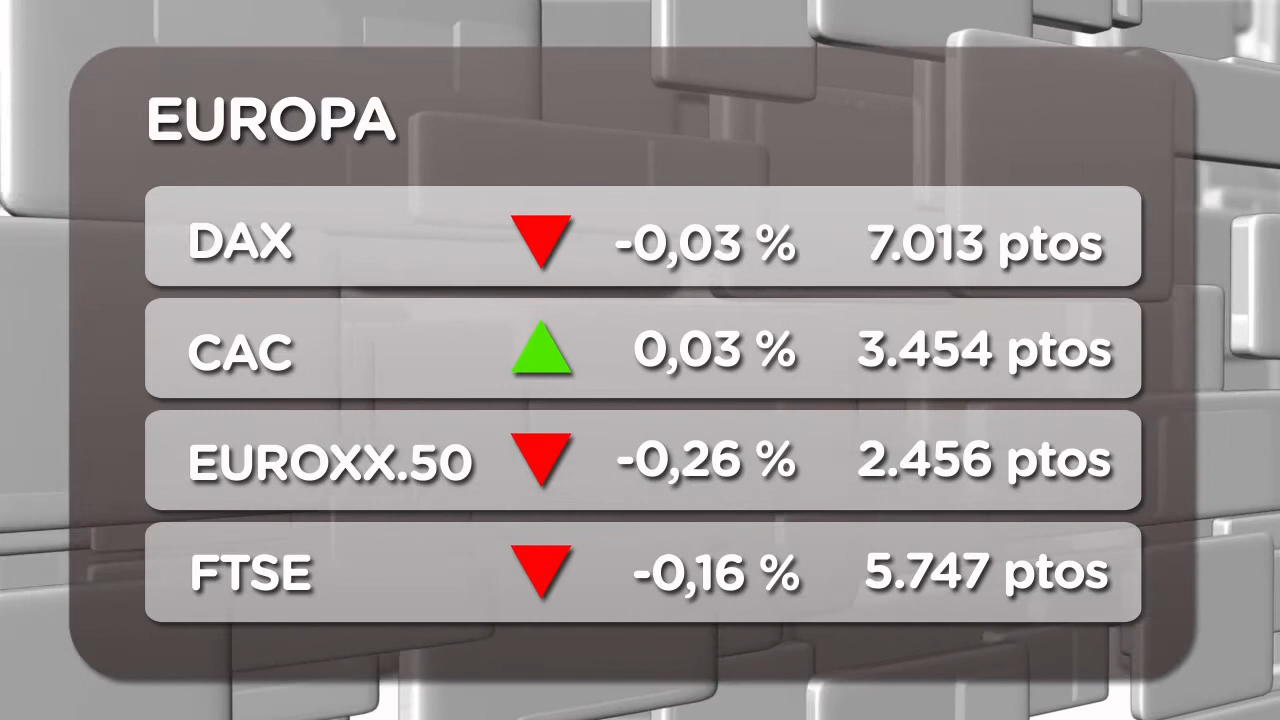 EUROPA
DAX -0,03 % 7.013 ptos
CAC 0,03 % 3.454 ptos
EUROXX.50 -0,26 % 2.456 ptos
FTSE -0,16 % 5.747 ptos